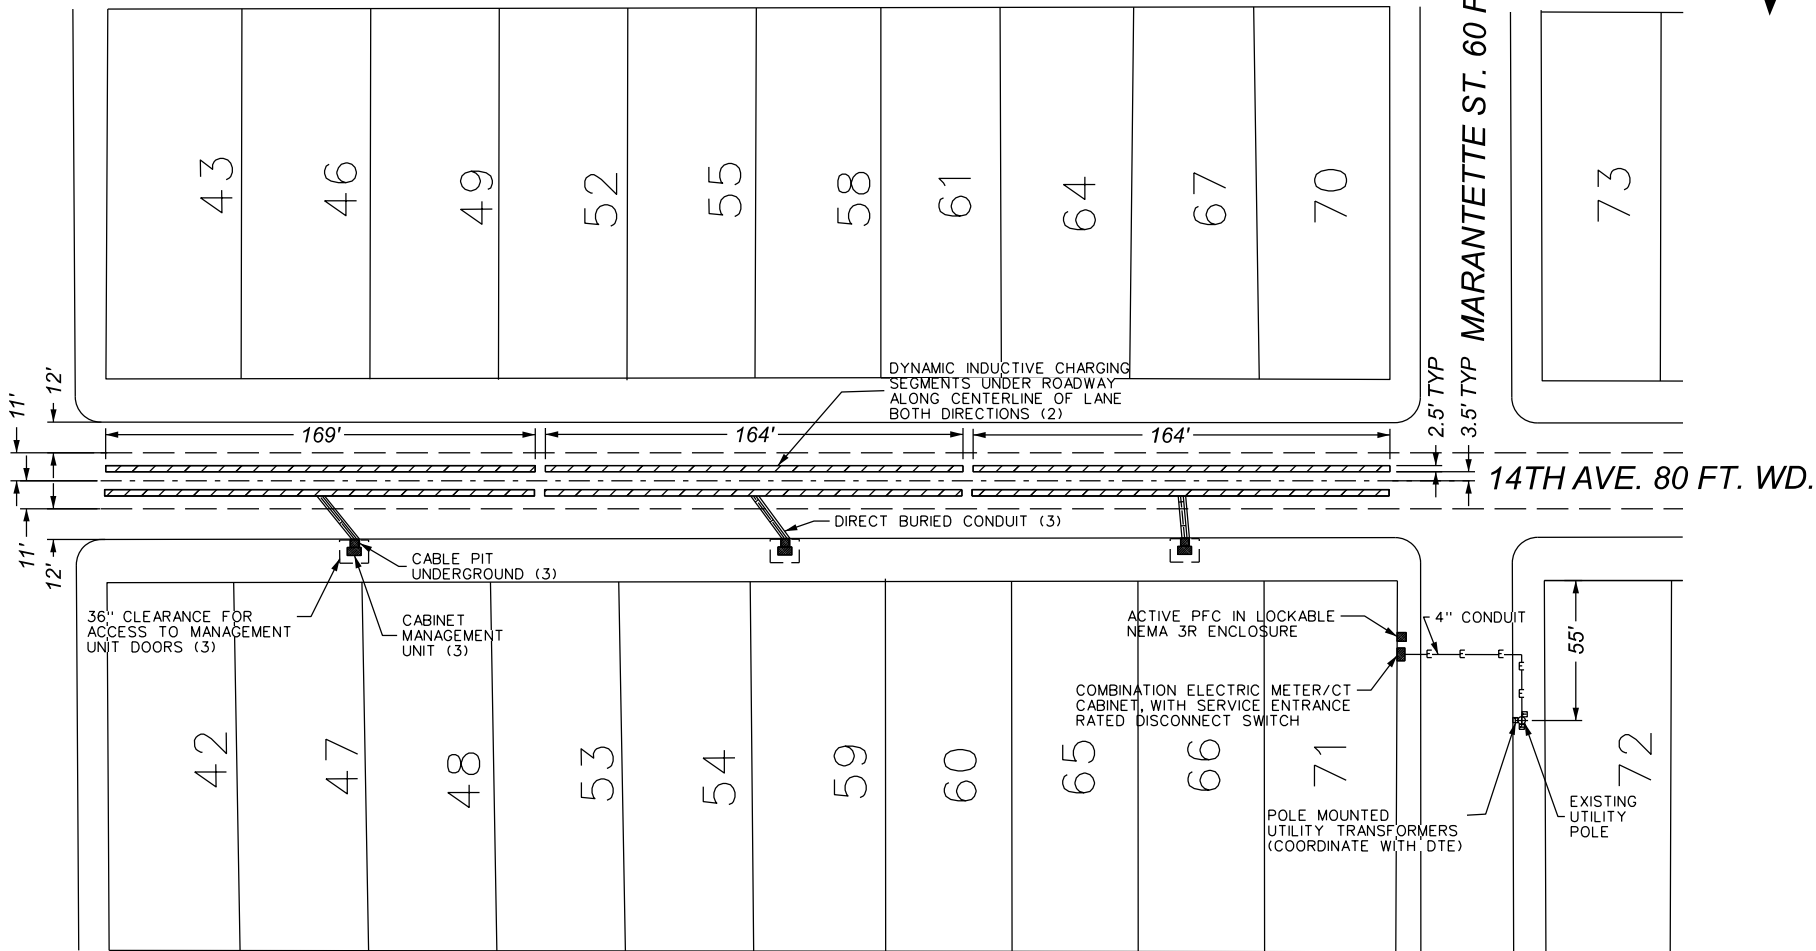 43
46
49
52
55
58
61
64
67
70
73
MARANTETTE ST. 60 F
DYNAMIC INDUCTIVE CHARGING
SEGMENTS UNDER ROADWAY
ALONG CENTERLINE OF LANE
BOTH DIRECTIONS (2)
11'
12'
169'
164'
164'
2.5' TYP
3.5' TYP
14TH AVE. 80 FT. WD.
11'
12'
DIRECT BURIED CONDUIT (3)
CABLE PIT
UNDERGROUND (3)
36" CLEARANCE FOR
ACCESS TO MANAGEMENT
UNIT DOORS (3)
CABINET
MANAGEMENT
UNIT (3)
ACTIVE PFC IN LOCKABLE
NEMA 3R ENCLOSURE
4" CONDUIT
55'
COMBINATION ELECTRIC METER/CT
CABINET, WITH SERVICE ENTRANCE
RATED DISCONNECT SWITCH
42
47
48
53
54
59
60
65
66
71
72
POLE MOUNTED
UTILITY TRANSFORMERS
(COORDINATE WITH DTE)
EXISTING
UTILITY
POLE